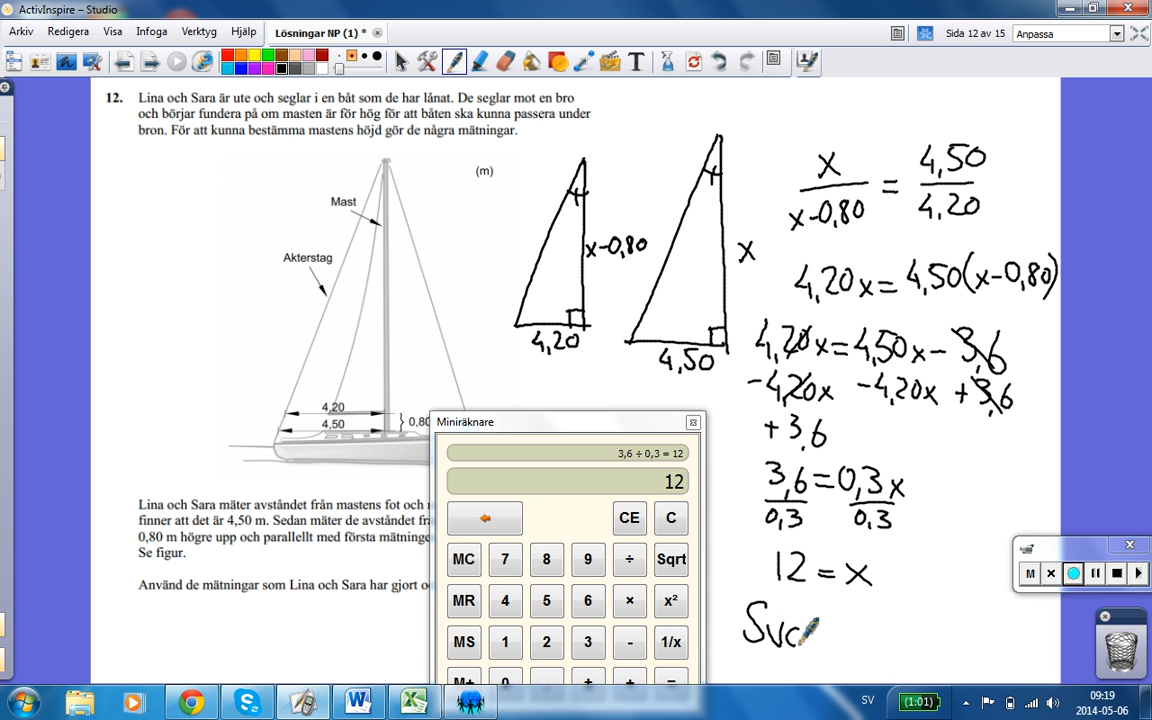 ActivInspire – Studio
Arkiv Redigera Visa Infoga Verktyg Hjälp Lösningar NP (1) * Sida 12 av 15 Anpassa
12. Lina och Sara är ute och seglar i en båt som de har lånat. De seglar mot en bro
och börjar fundera på om masten är för hög för att båten ska kunna passera under
bron. För att kunna bestämma mastens höjd gör de några mätningar.
(m)
Mast
Akterstag
4,20
4,50
0,80
Lina och Sara mäter avståndet från mastens fot och
finner att det är 4,50 m. Sedan mäter de avståndet
0,80 m högre upp och parallellt med första
Se figur.
Använd de mätningar som Lina och Sara har gjort
x-0,80
4,20
x
4,50
x/(x-0,80) = 4,50/4,20
4,20x = 4,50(x-0,80)
4,20x = 4,50x - 3,6
-4,20x -4,20x +3,6
+3,6
3,6 = 0,3x
0,3 0,3
12 = x
Sva
Miniräknare
3,6 ÷ 0,3 = 12
12
CE C
MC 7 8 9 ÷ Sqrt
MR 4 5 6 × x²
MS 1 2 3 - 1/x
M
SV (1:01) 09:19
2014-05-06